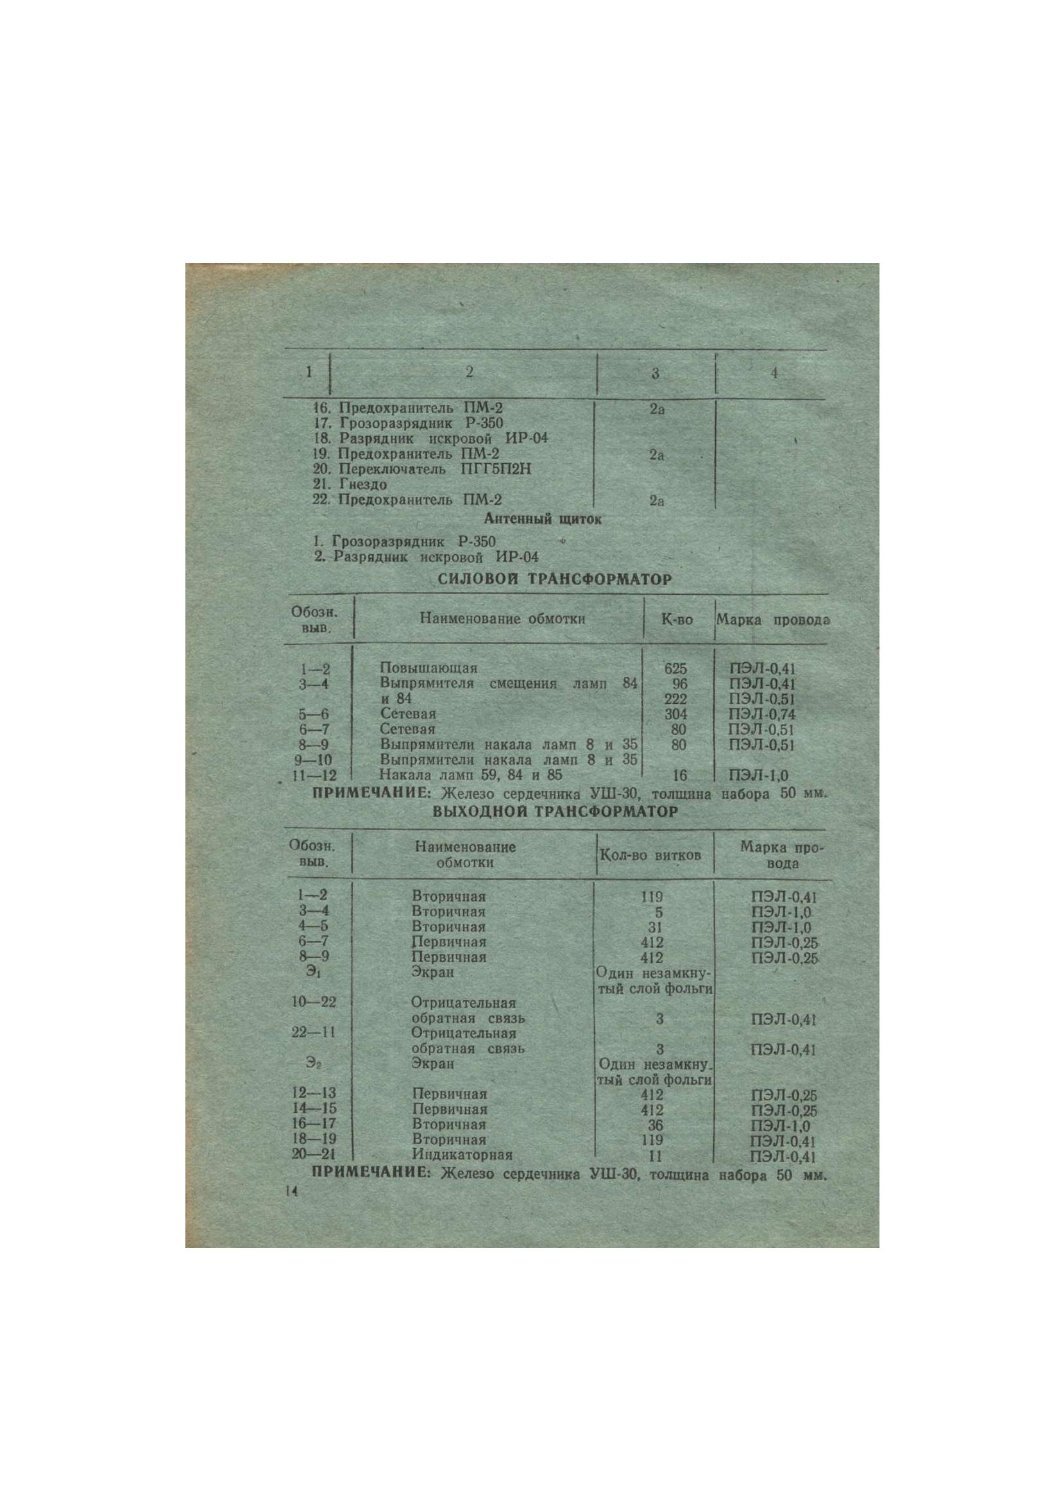 1 2 3 4
16. Предохранитель ПМ-2 2а
17. Грозоразрядник Р-350
18. Разрядник искровой ИР-04
19. Предохранитель ПМ-2 2а
20. Переключатель ПГГ5П2Н
21. Гнездо
22. Предохранитель ПМ-2 2а
Антенный щиток
1. Грозоразрядник Р-350
2. Разрядник искровой ИР-04
СИЛОВОЙ ТРАНСФОРМАТОР
Обозн. выв. Наименование обмотки К-во Марка провода
1—2 Повышающая 625 ПЭЛ-0,41
3—4 Выпрямителя смещения ламп 84 96 ПЭЛ-0,41
и 84 222 ПЭЛ-0.51
5—6 Сетевая 304 ПЭЛ-0,74
6—7 Сетевая 80 ПЭЛ-0,51
8—9 Выпрямители накала ламп 8 и 35 80 ПЭЛ-0,51
9—10 Выпрямители накала ламп 8 и 35
11—12 Накала ламп 59, 84 и 85 16 ПЭЛ-1,0
ПРИМЕЧАНИЕ: Железо сердечника УШ-30, толщина набора 50 мм.
ВЫХОДНОЙ ТРАНСФОРМАТОР
Обозн. Наименование Кол-во витков Марка про-
выв. обмотки вода
1—2 Вторичная 119 ПЭЛ-0,41
3—4 Вторичная 5 ПЭЛ-1,0
4—5 Вторичная 31 ПЭЛ-1,0
6—7 Первичная 412 ПЭЛ-0,25
8—9 Первичная 412 ПЭЛ-0,25
Э₁ Экран Один незамкну-
тый слой фольги
10—22 Отрицательная
обратная связь 3 ПЭЛ-0,41
22—11 Отрицательная
обратная связь 3 ПЭЛ-0,41
Э₂ Экран Один незамкну-
тый слой фольги
12—13 Первичная 412 ПЭЛ-0,25
14—15 Первичная 412 ПЭЛ-0,25
16—17 Вторичная 36 ПЭЛ-1,0
18—19 Вторичная 119 ПЭЛ-0,41
20—21 Индикаторная 11 ПЭЛ-0,41
ПРИМЕЧАНИЕ: Железо сердечника УШ-30, толщина набора 50 мм.
14